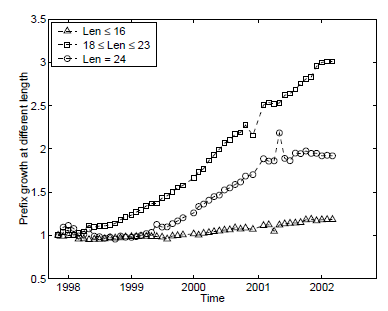 3.5
3
2.5
2
1.5
1
0.5
Prefix growth at different length
Len ≤ 16
18 ≤ Len ≤ 23
Len = 24
1998 1999 2000 2001 2002
Time